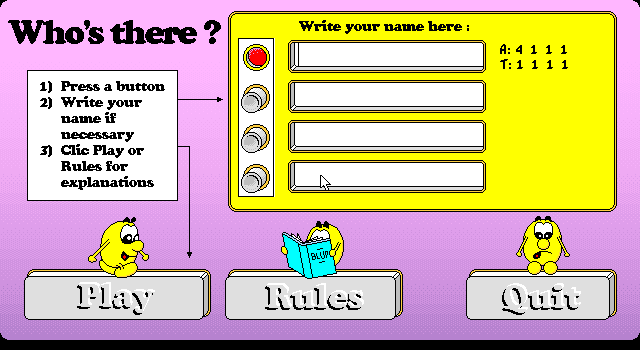 Who's there ?
Write your name here :
A: 4 1 1 1
T: 1 1 1 1
1) Press a button
2) Write your
name if
necessary
3) Clic Play or
Rules for
explanations
BLUP
Play
Rules
Quit